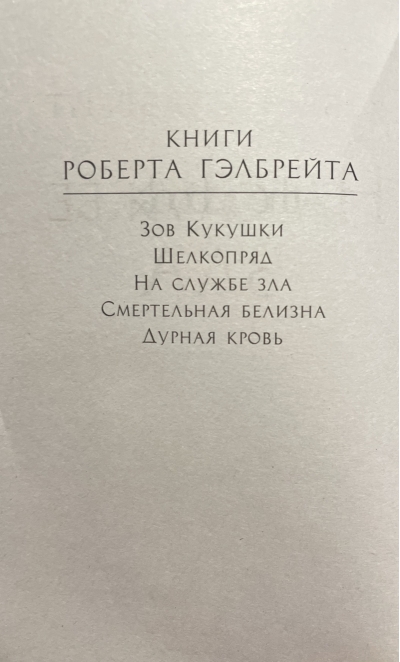 КНИГИ
РОБЕРТА ГЭЛБРЕЙТА
Зов Кукушки
Шелкопряд
На службе зла
Смертельная белизна
Дурная кровь